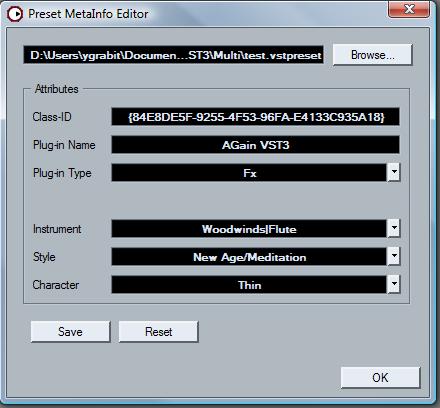 Preset MetaInfo Editor
D:\Users\ygrabit\Documen...ST3\Multi\test.vstpreset
Browse...
Attributes
Class-ID {84E8DE5F-9255-4F53-96FA-E4133C935A18}
Plug-in Name AGain VST3
Plug-in Type Fx
Instrument Woodwinds|Flute
Style New Age/Meditation
Character Thin
Save Reset
OK